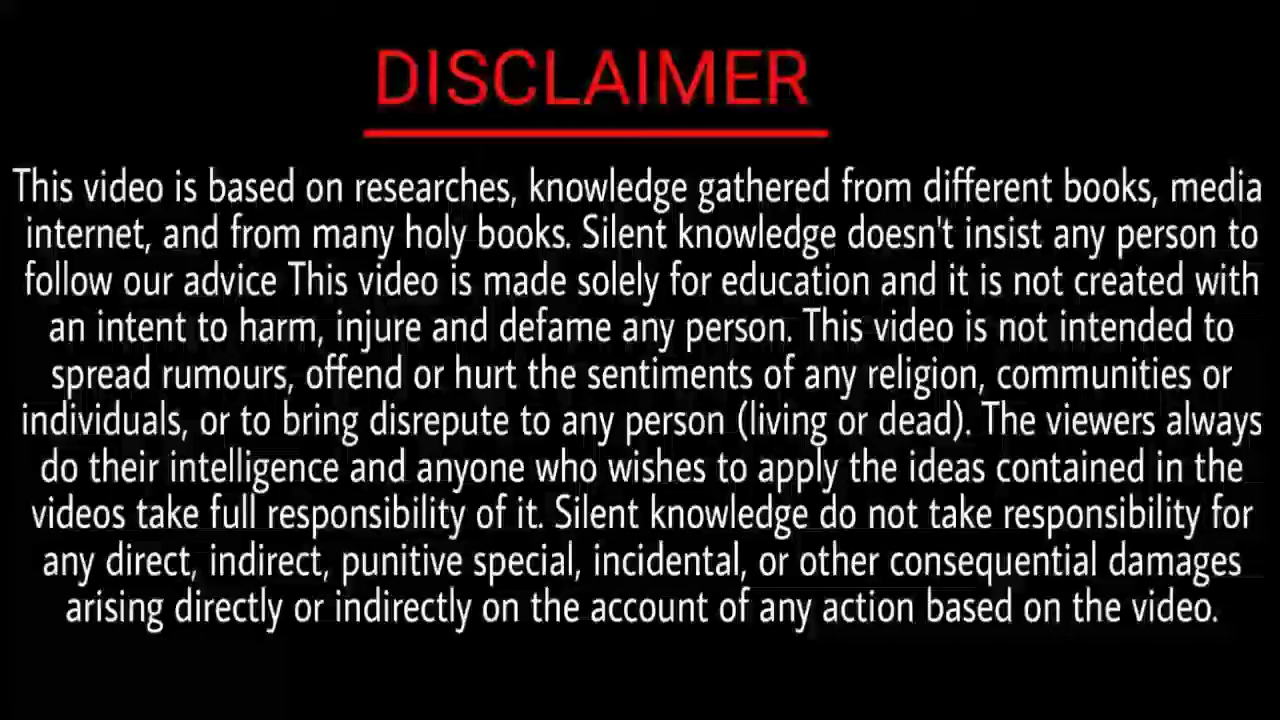 DISCLAIMER
This video is based on researches, knowledge gathered from different books, media
internet, and from many holy books. Silent knowledge doesn't insist any person to
follow our advice This video is made solely for education and it is not created with
an intent to harm, injure and defame any person. This video is not intended to
spread rumours, offend or hurt the sentiments of any religion, communities or
individuals, or to bring disrepute to any person (living or dead). The viewers always
do their intelligence and anyone who wishes to apply the ideas contained in the
videos take full responsibility of it. Silent knowledge do not take responsibility for
any direct, indirect, punitive special, incidental, or other consequential damages
arising directly or indirectly on the account of any action based on the video.